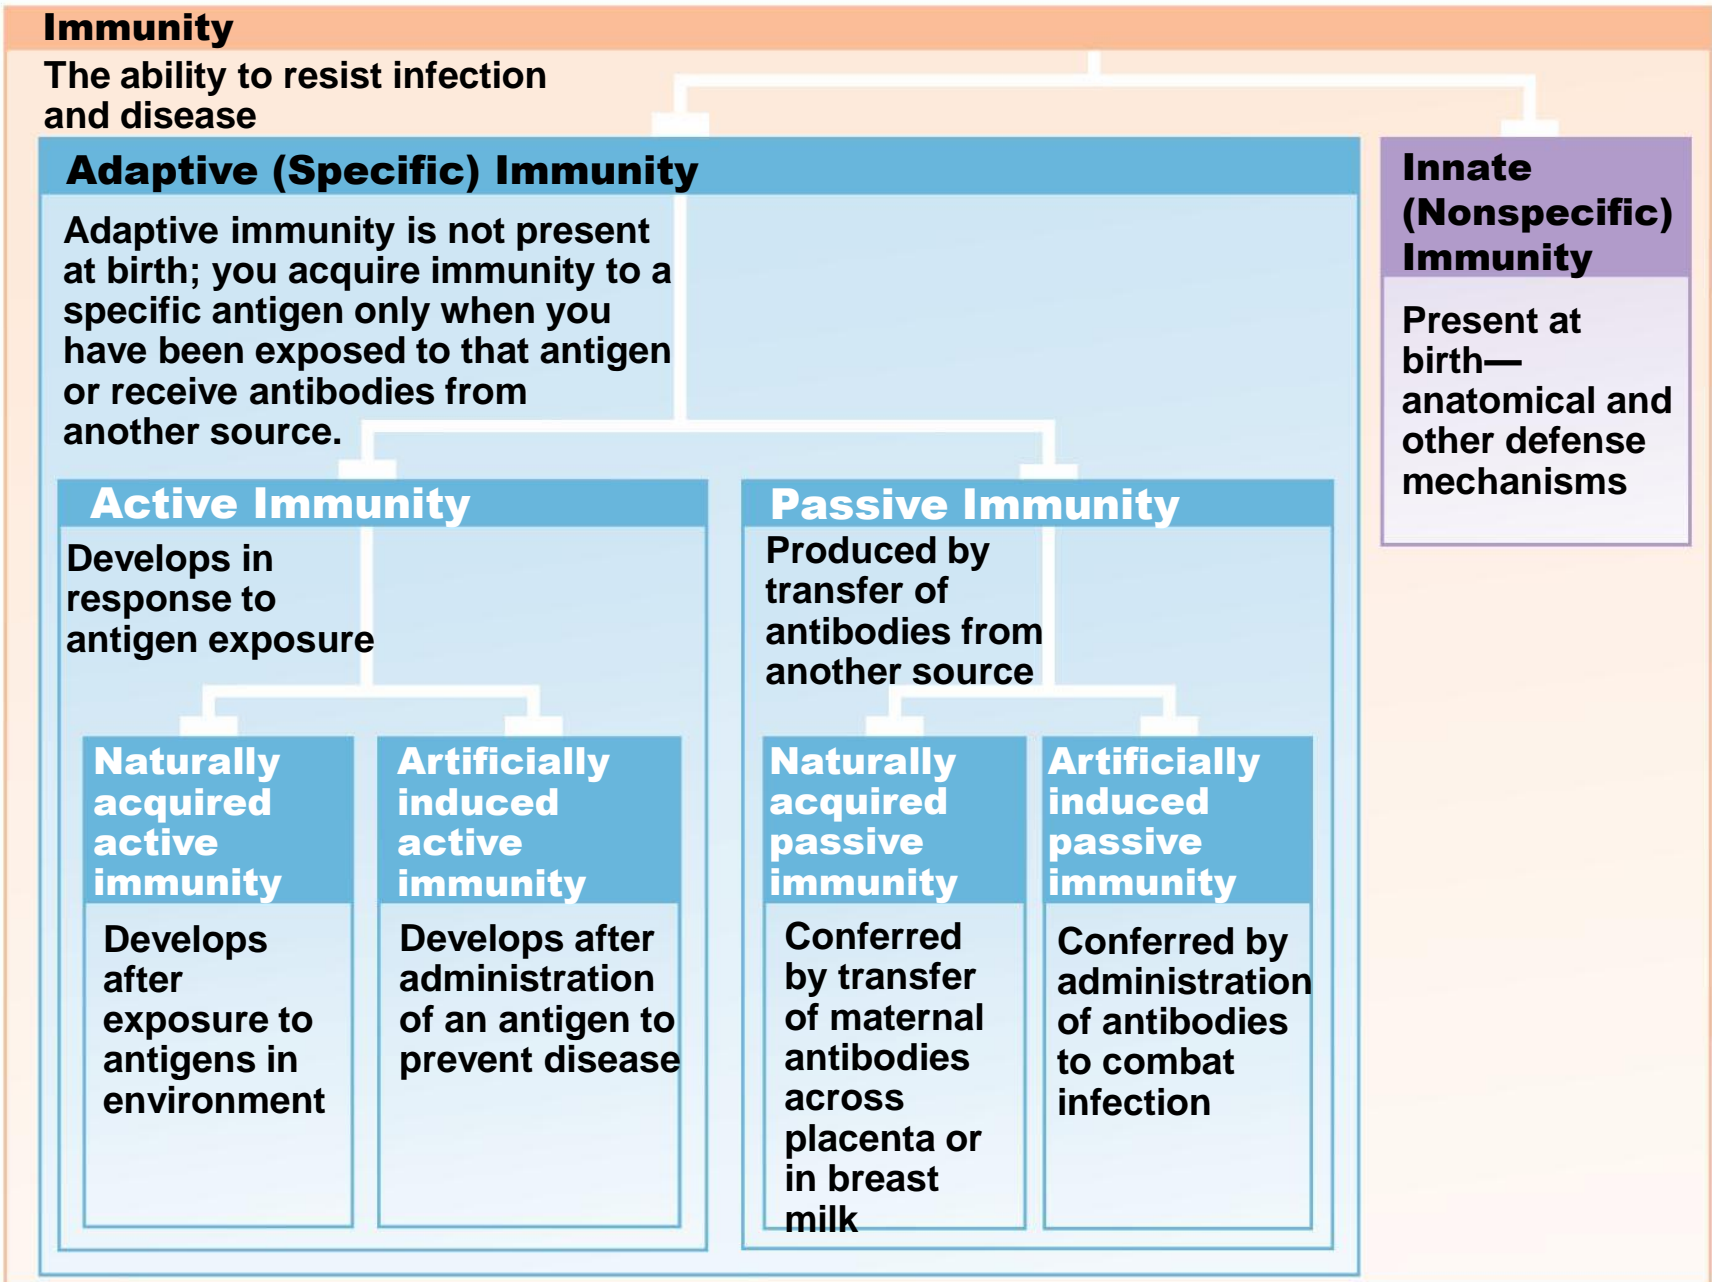 Immunity
The ability to resist infection
and disease
Adaptive (Specific) Immunity
Adaptive immunity is not present
at birth; you acquire immunity to a
specific antigen only when you
have been exposed to that antigen
or receive antibodies from
another source.
Active Immunity
Develops in
response to
antigen exposure
Naturally
acquired
active
immunity
Develops
after
exposure to
antigens in
environment
Artificially
induced
active
immunity
Develops after
administration
of an antigen to
prevent disease
Passive Immunity
Produced by
transfer of
antibodies from
another source
Naturally
acquired
passive
immunity
Conferred
by transfer
of maternal
antibodies
across
placenta or
in breast
milk
Artificially
induced
passive
immunity
Conferred by
administration
of antibodies
to combat
infection
Innate
(Nonspecific)
Immunity
Present at
birth—
anatomical and
other defense
mechanisms